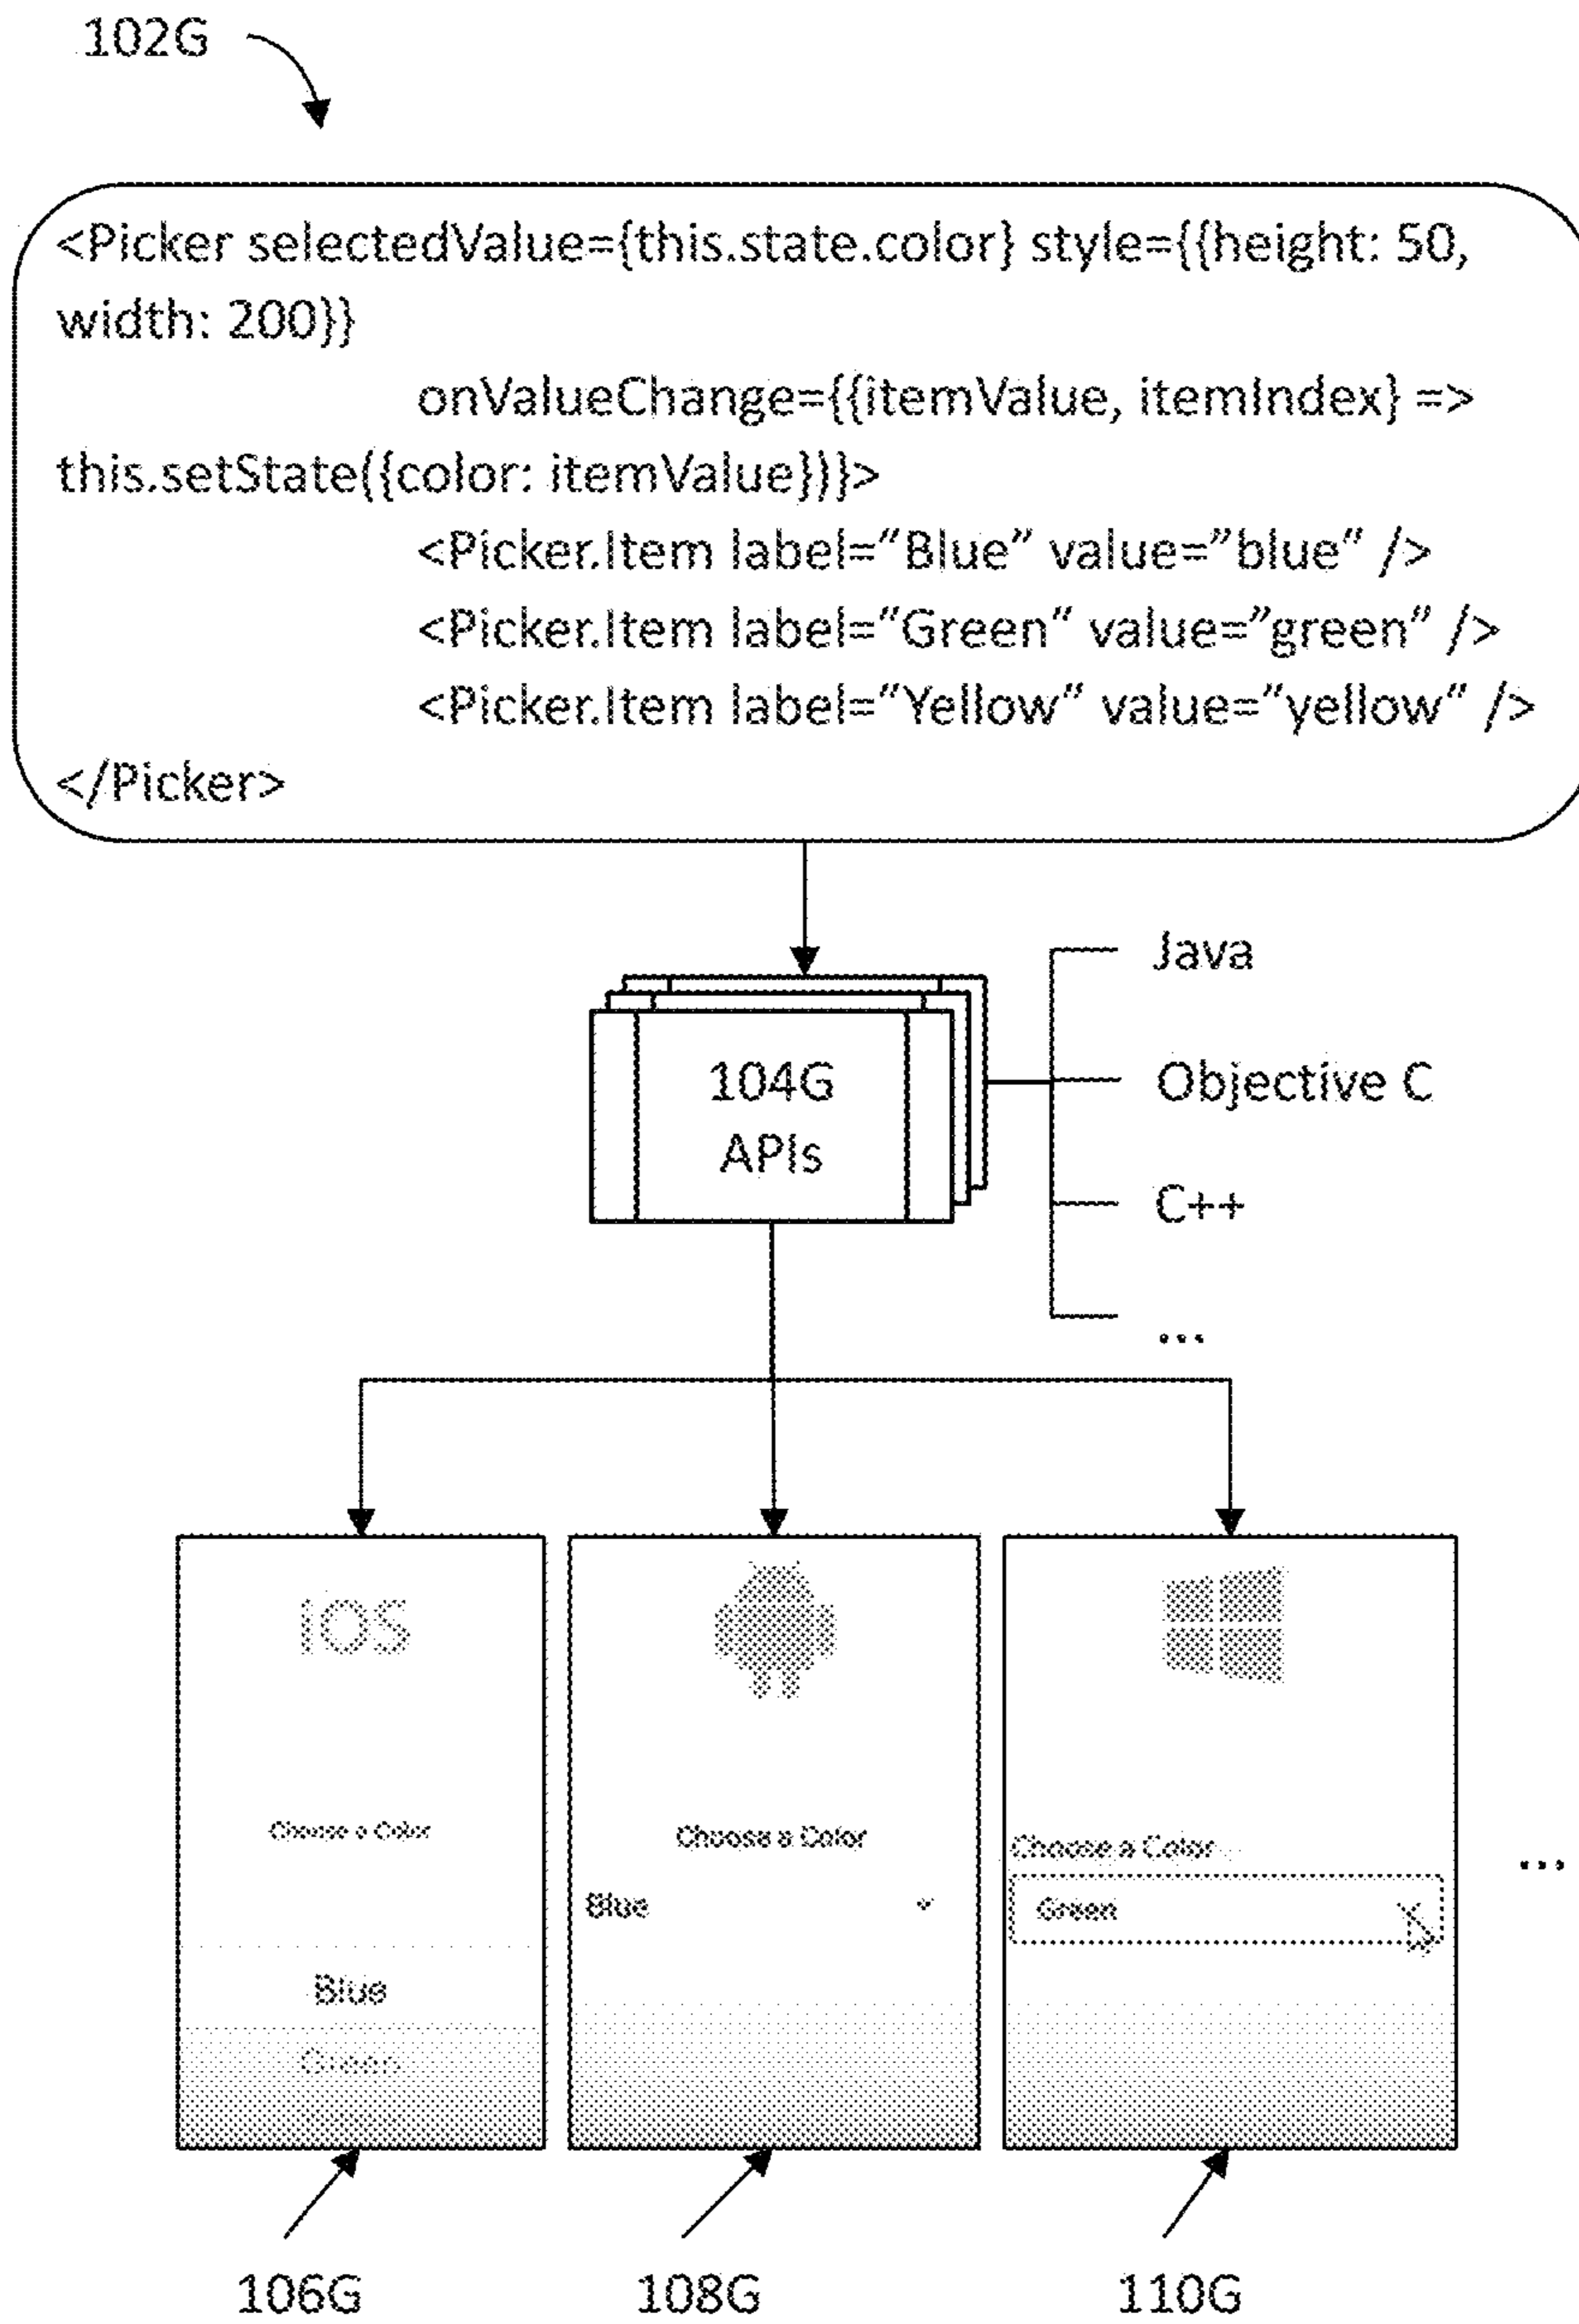 102G
<Picker selectedValue={this.state.color} style={{height: 50,
width: 200}}
onValueChange={{itemValue, itemIndex} =>
this.setState({color: itemValue})}>
<Picker.Item label="Blue" value="blue" />
<Picker.Item label="Green" value="green" />
<Picker.Item label="Yellow" value="yellow" />
</Picker>
Java
104G
APIs
Objective C
C++
...
iOS
Choose a Color
Blue
Green
Choose a Color
Blue
Choose a Color
Green
...
106G
108G
110G